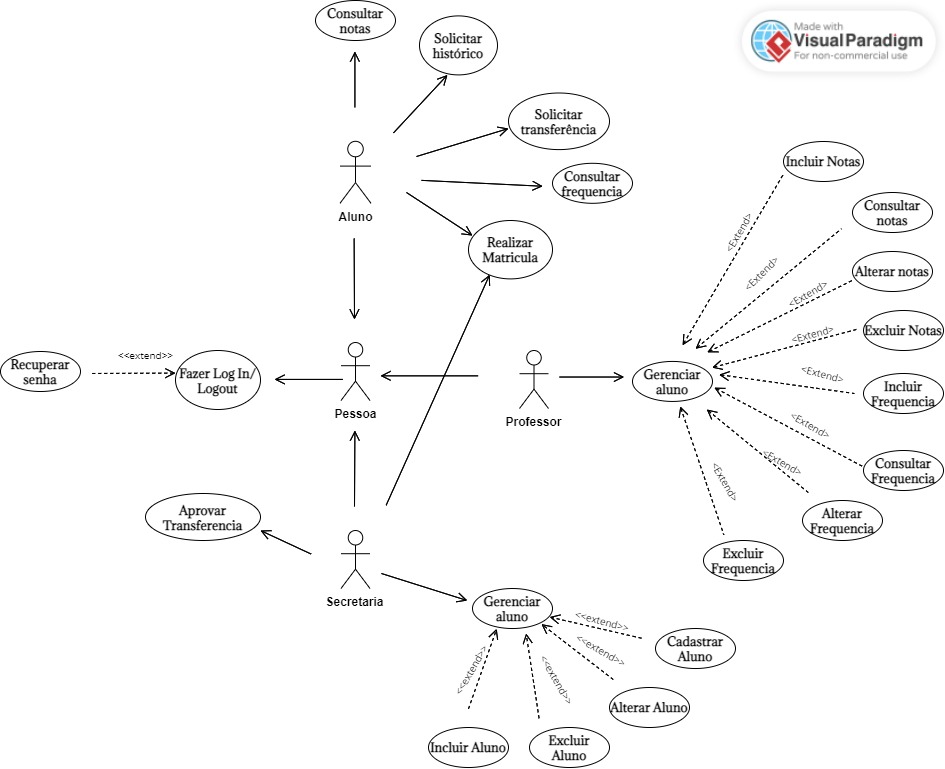 Consultar
notas
Solicitar
histórico
Made with
Visual Paradigm
For non-commercial use
Solicitar
transferência
Incluir Notas
Consultar
frequencia
Aluno
Consultar
notas
<Extend>
Realizar
Matricula
<Extend>
Alterar notas
<Extend>
Excluir Notas
<Extend>
<<extend>>
Recuperar
senha
Fazer Log In/
Logout
Pessoa
Professor
Gerenciar
aluno
<Extend>
Incluir
Frequencia
<Extend>
Consultar
Frequencia
<Extend>
<Extend>
Alterar
Frequencia
Excluir
Frequencia
Aprovar
Transferencia
Secretaria
Gerenciar
aluno
<<extend>>
Cadastrar
Aluno
<<extend>>
<<extend>>
<<extend>>
Alterar Aluno
Incluir Aluno
Excluir
Aluno